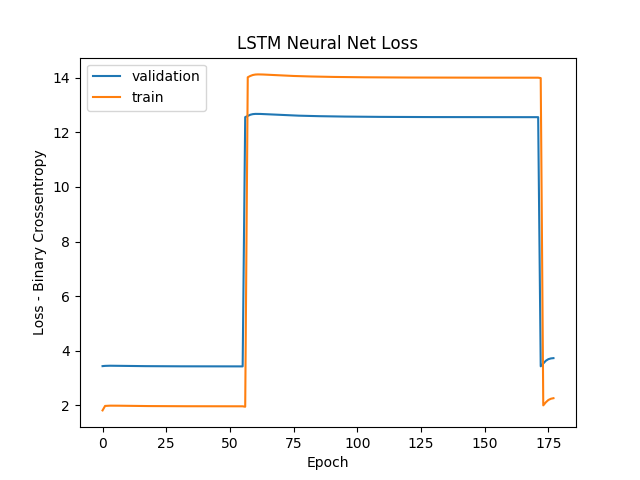 LSTM Neural Net Loss
validation
train
Loss - Binary Crossentropy
14
12
10
8
6
4
2
0 25 50 75 100 125 150 175
Epoch